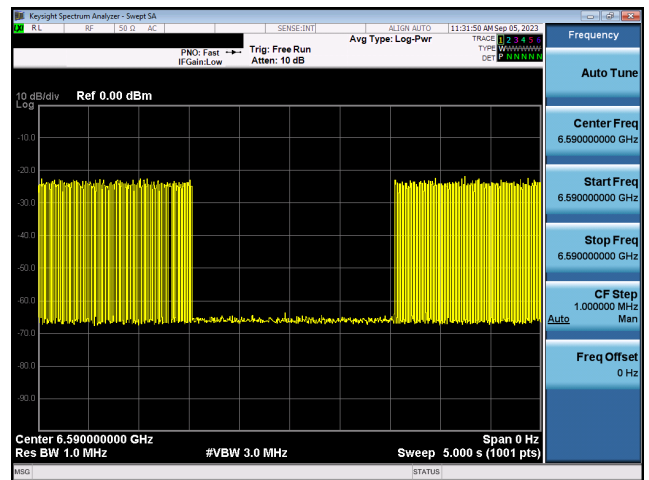 Keysight Spectrum Analyzer - Swept SA
LXI RL RF 50 Ω AC SENSE:INT ALIGN AUTO 11:31:50 AM Sep 05, 2023
Avg Type: Log-Pwr TRACE 1 2 3 4 5 6
PNO: Fast Trig: Free Run TYPE WWWWWW
IFGain:Low Atten: 10 dB DET P N N N N N
10 dB/div Ref 0.00 dBm
Log
-10.0
-20.0
-30.0
-40.0
-50.0
-60.0
-70.0
-80.0
-90.0
Center 6.590000000 GHz Span 0 Hz
Res BW 1.0 MHz #VBW 3.0 MHz Sweep 5.000 s (1001 pts)
MSG STATUS
Frequency
Auto Tune
Center Freq
6.590000000 GHz
Start Freq
6.590000000 GHz
Stop Freq
6.590000000 GHz
CF Step
1.000000 MHz
Auto Man
Freq Offset
0 Hz